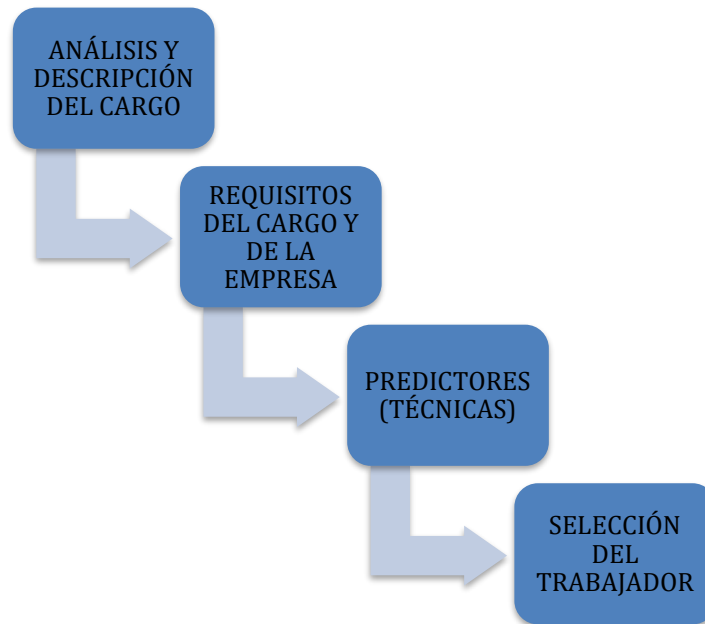 ANÁLISIS Y
DESCRIPCIÓN
DEL CARGO
REQUISITOS
DEL CARGO Y
DE LA
EMPRESA
PREDICTORES
(TÉCNICAS)
SELECCIÓN
DEL
TRABAJADOR